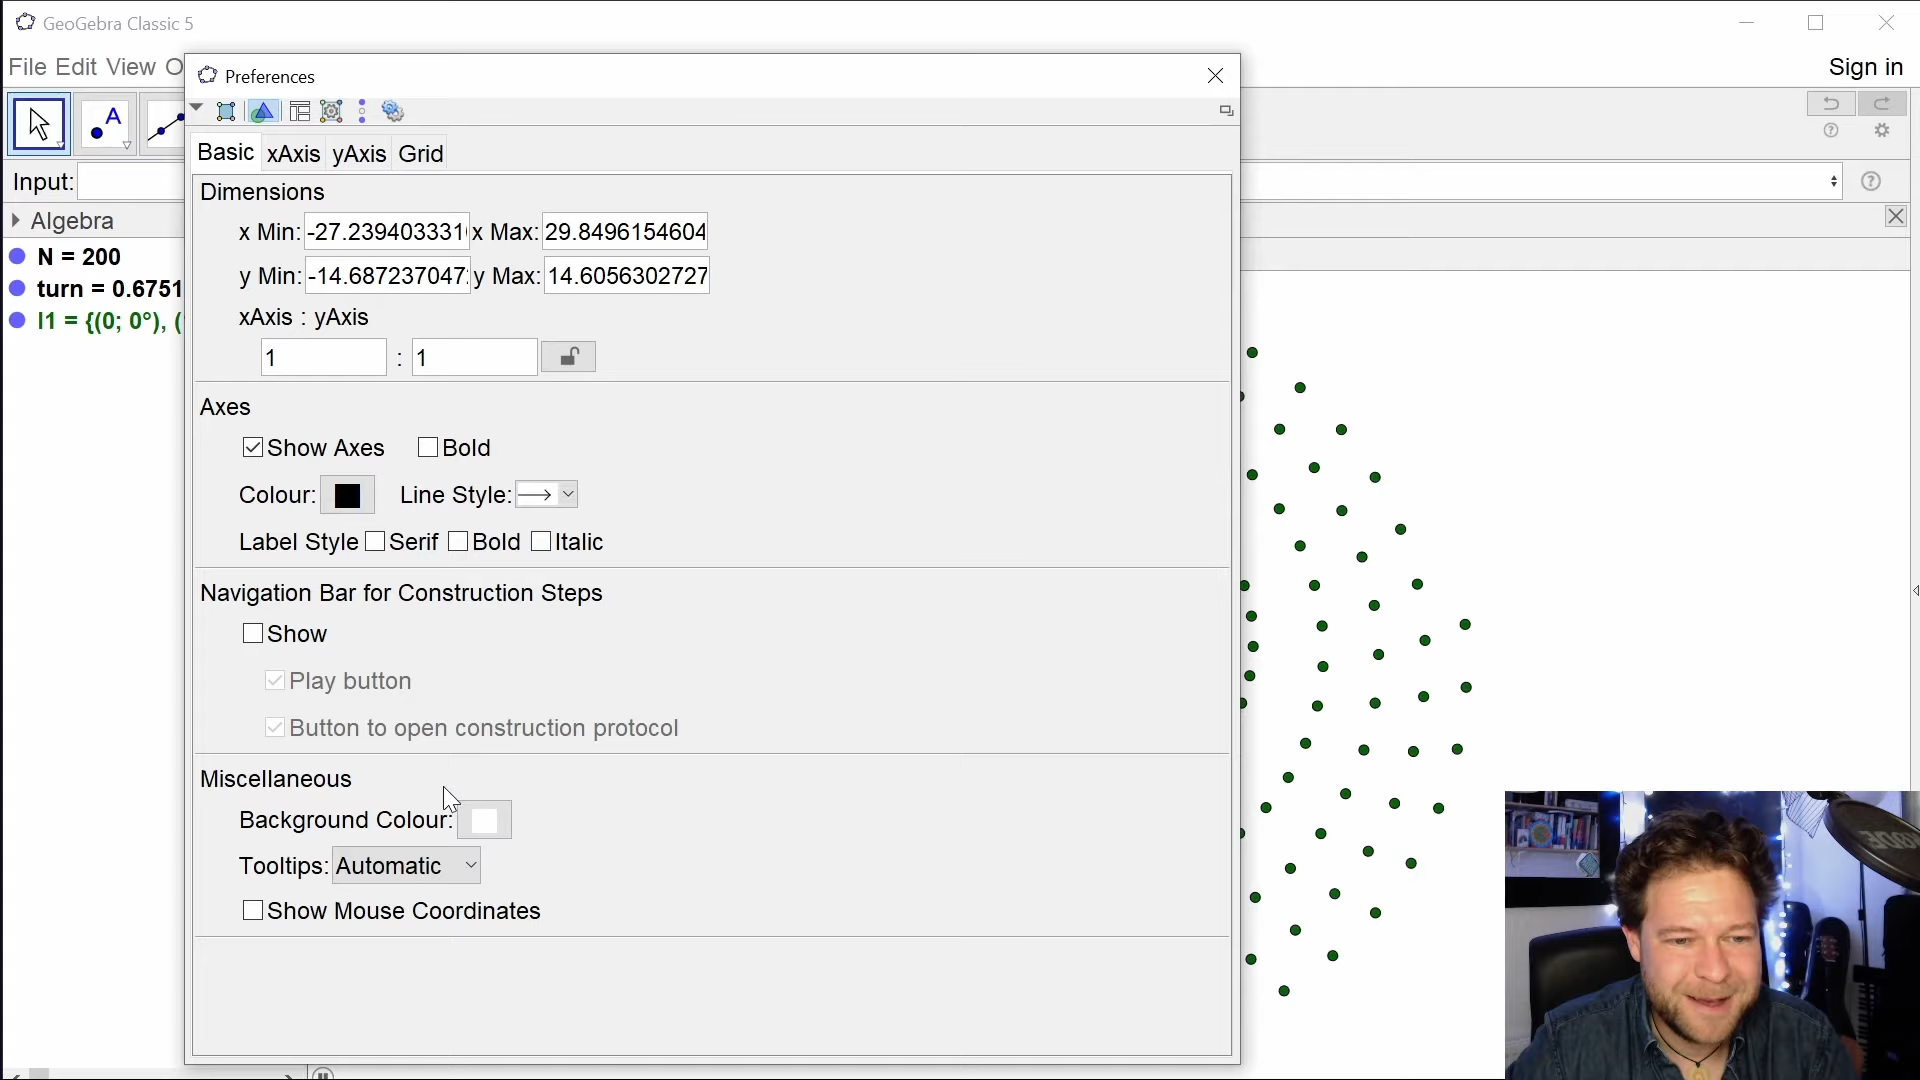 GeoGebra Classic 5
File Edit View O
Sign in
Preferences
Basic xAxis yAxis Grid
A
Input:
Algebra
N = 200
turn = 0.6751
l1 = {(0; 0°), (
Dimensions
x Min: -27.2394033310 x Max: 29.8496154604
y Min: -14.687237047 y Max: 14.6056302727
xAxis : yAxis
1 : 1
Axes
Show Axes Bold
Colour: Line Style:
Label Style Serif Bold Italic
Navigation Bar for Construction Steps
Show
Play button
Button to open construction protocol
Miscellaneous
Background Colour:
Tooltips: Automatic
Show Mouse Coordinates